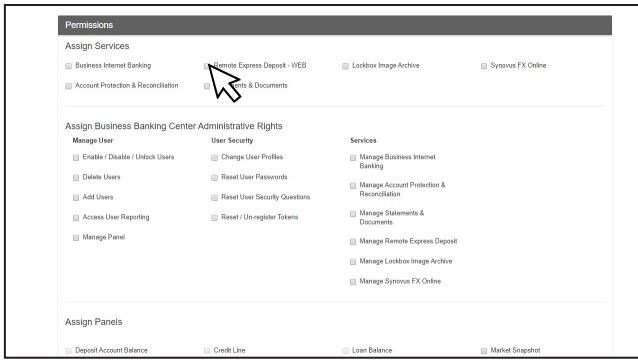 Permissions
Assign Services
Business Internet Banking
Remote Express Deposit - WEB
Lockbox Image Archive
Synovus FX Online
Account Protection & Reconciliation
& Documents
Assign Business Banking Center Administrative Rights
Manage User
User Security
Services
Enable / Disable / Unlock Users
Change User Profiles
Manage Business Internet
Banking
Delete Users
Reset User Passwords
Manage Account Protection &
Reconciliation
Add Users
Reset User Security Questions
Access User Reporting
Reset / Un-register Tokens
Manage Statements &
Documents
Manage Panel
Manage Remote Express Deposit
Manage Lockbox Image Archive
Manage Synovus FX Online
Assign Panels
Deposit Account Balance
Credit Line
Loan Balance
Market Snapshot